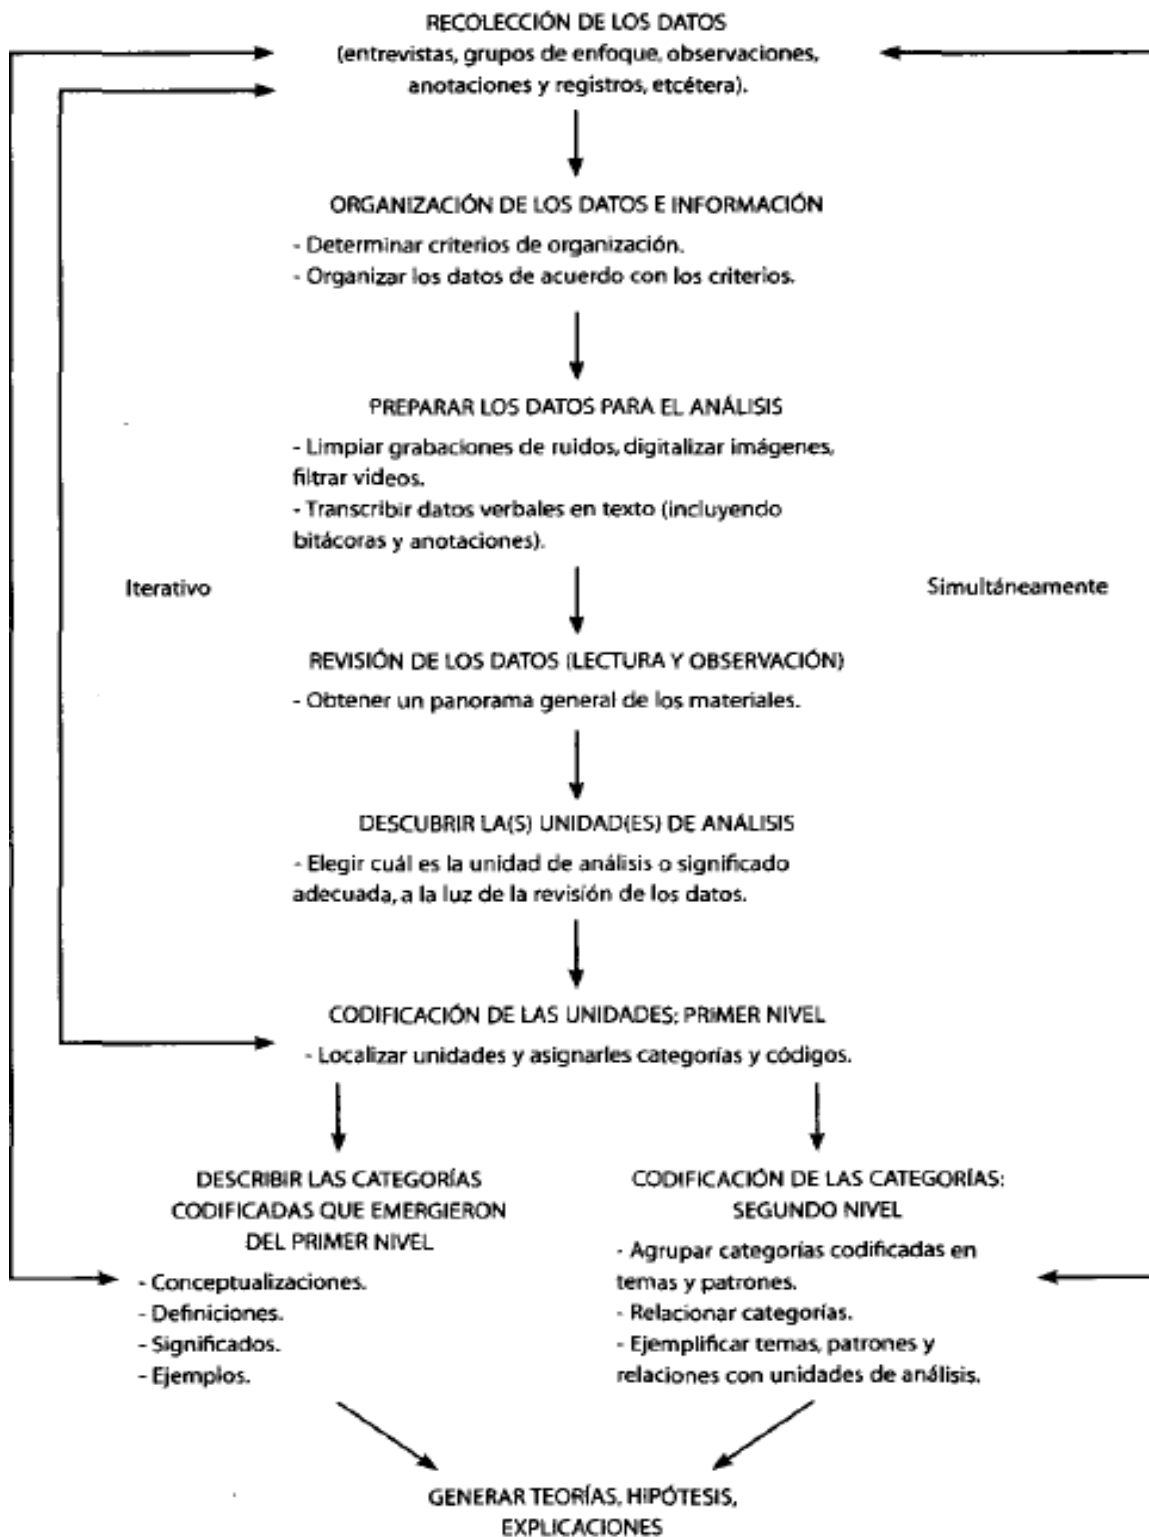 RECOLECCIÓN DE LOS DATOS
(entrevistas, grupos de enfoque, observaciones,
anotaciones y registros, etcétera).
ORGANIZACIÓN DE LOS DATOS E INFORMACIÓN
- Determinar criterios de organización.
- Organizar los datos de acuerdo con los criterios.
PREPARAR LOS DATOS PARA EL ANÁLISIS
- Limpiar grabaciones de ruidos, digitalizar imágenes,
filtrar videos.
- Transcribir datos verbales en texto (incluyendo
bitácoras y anotaciones).
Iterativo
Simultáneamente
REVISIÓN DE LOS DATOS (LECTURA Y OBSERVACIÓN)
- Obtener un panorama general de los materiales.
DESCUBRIR LA(S) UNIDAD(ES) DE ANÁLISIS
- Elegir cuál es la unidad de análisis o significado
adecuada, a la luz de la revisión de los datos.
CODIFICACIÓN DE LAS UNIDADES: PRIMER NIVEL
- Localizar unidades y asignarles categorías y códigos.
DESCRIBIR LAS CATEGORÍAS
CODIFICADAS QUE EMERGIERON
DEL PRIMER NIVEL
- Conceptualizaciones.
- Definiciones.
- Significados.
- Ejemplos.
CODIFICACIÓN DE LAS CATEGORÍAS:
SEGUNDO NIVEL
- Agrupar categorías codificadas en
temas y patrones.
- Relacionar categorías.
- Ejemplificar temas, patrones y
relaciones con unidades de análisis.
GENERAR TEORÍAS, HIPÓTESIS,
EXPLICACIONES